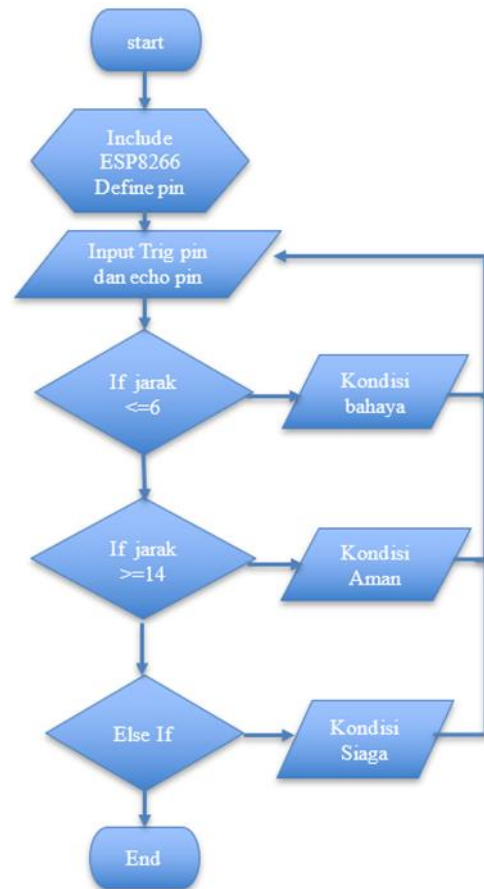 start
Include
ESP8266
Define pin
Input Trig pin
dan echo pin
If jarak
<=6
Kondisi
bahaya
If jarak
>=14
Kondisi
Aman
Else If
Kondisi
Siaga
End